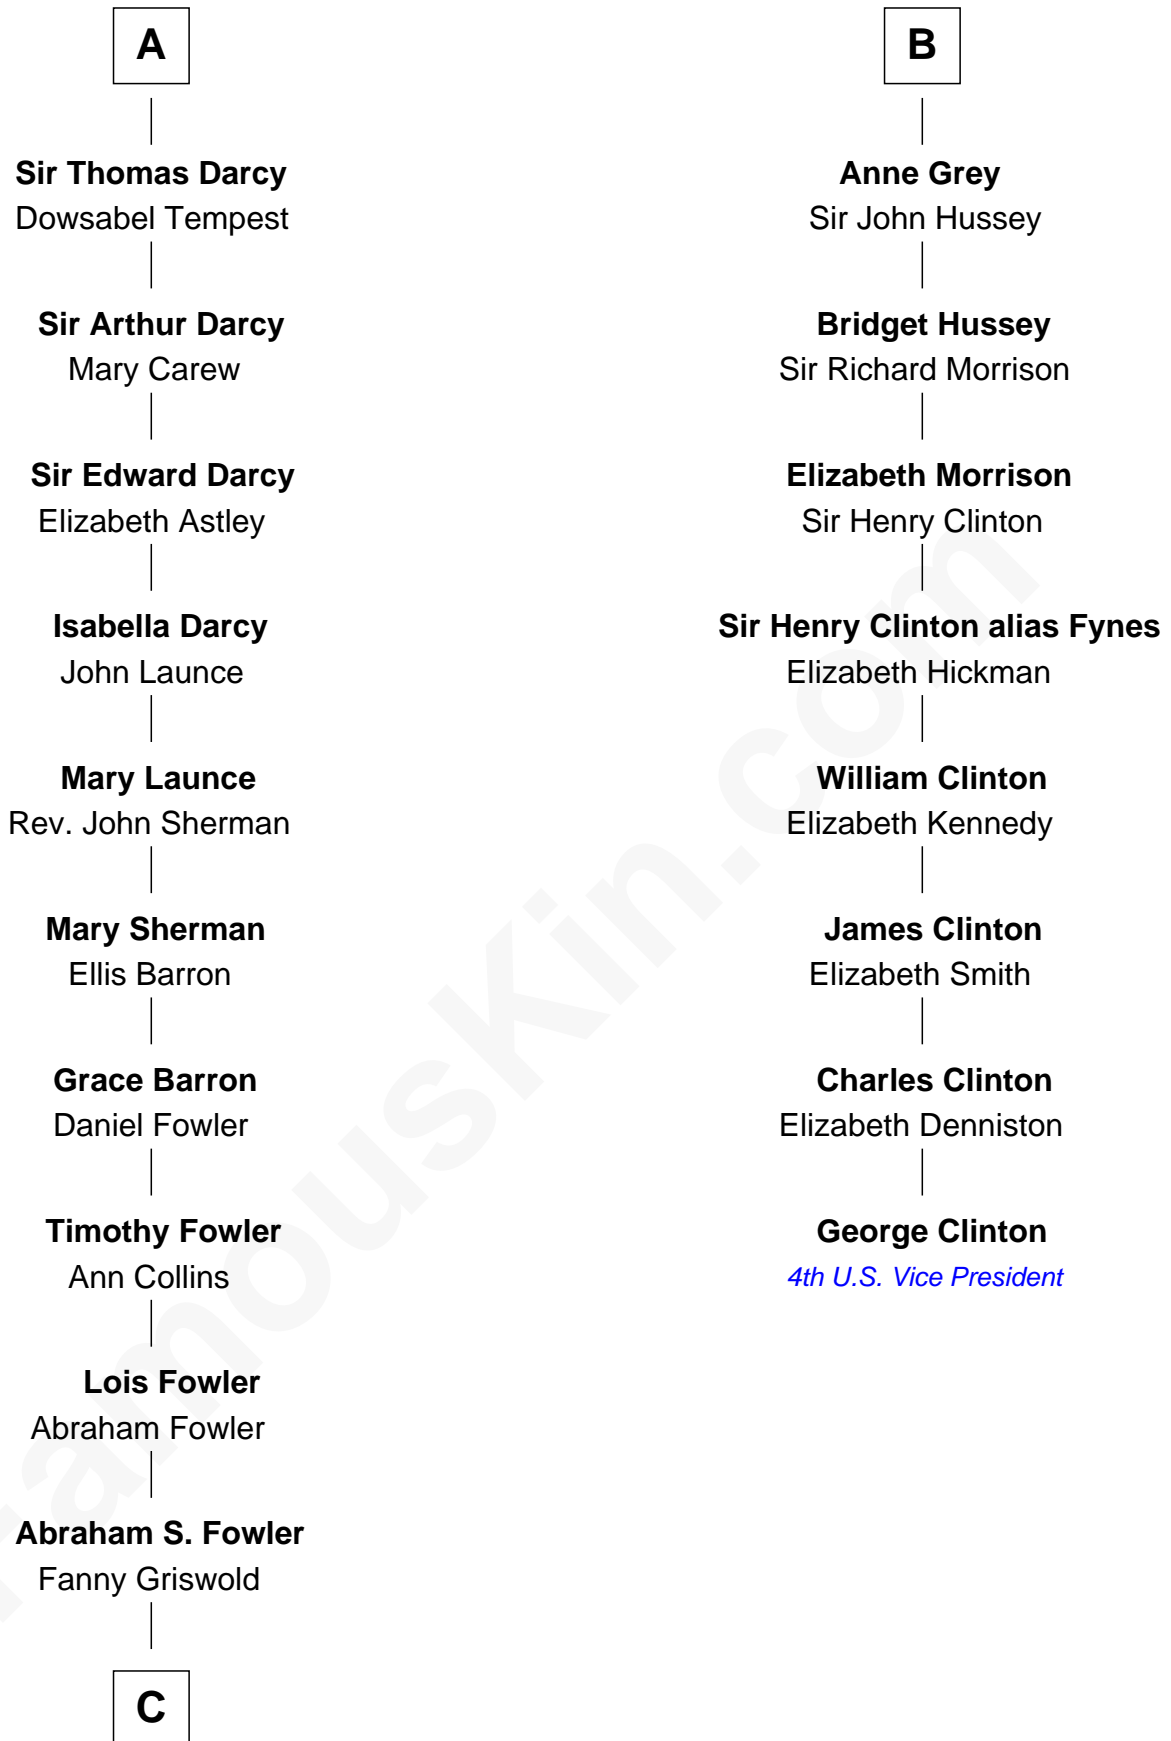 A
Sir Thomas Darcy
Dowsabel Tempest
Sir Arthur Darcy
Mary Carew
Sir Edward Darcy
Elizabeth Astley
Isabella Darcy
John Launce
Mary Launce
Rev. John Sherman
Mary Sherman
Ellis Barron
Grace Barron
Daniel Fowler
Timothy Fowler
Ann Collins
Lois Fowler
Abraham Fowler
Abraham S. Fowler
Fanny Griswold
C
B
Anne Grey
Sir John Hussey
Bridget Hussey
Sir Richard Morrison
Elizabeth Morrison
Sir Henry Clinton
Sir Henry Clinton alias Fynes
Elizabeth Hickman
William Clinton
Elizabeth Kennedy
James Clinton
Elizabeth Smith
Charles Clinton
Elizabeth Denniston
George Clinton
4th U.S. Vice President
FamousKin.com